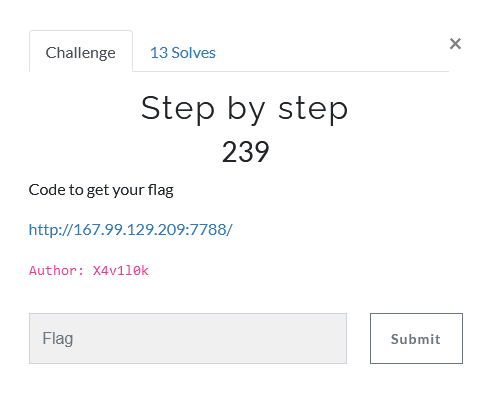 Challenge
13 Solves
×
Step by step
239
Code to get your flag
http://167.99.129.209:7788/
Author: X4v1l0k
Flag
Submit